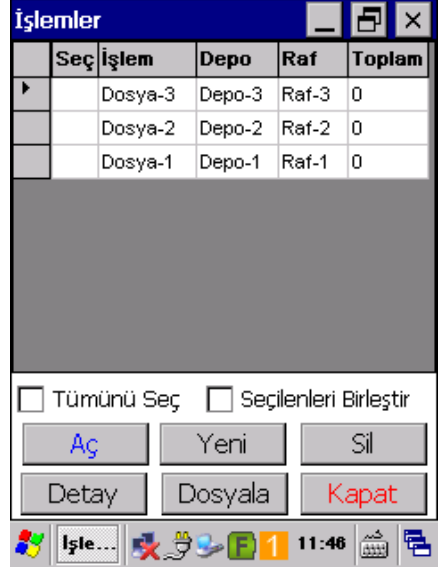 İşlemler
Seç İşlem Depo Raf Toplam
Dosya-3 Depo-3 Raf-3 0
Dosya-2 Depo-2 Raf-2 0
Dosya-1 Depo-1 Raf-1 0
Tümünü Seç Seçilenleri Birleştir
Aç Yeni Sil
Detay Dosyala Kapat
İşle... F 1 11:46